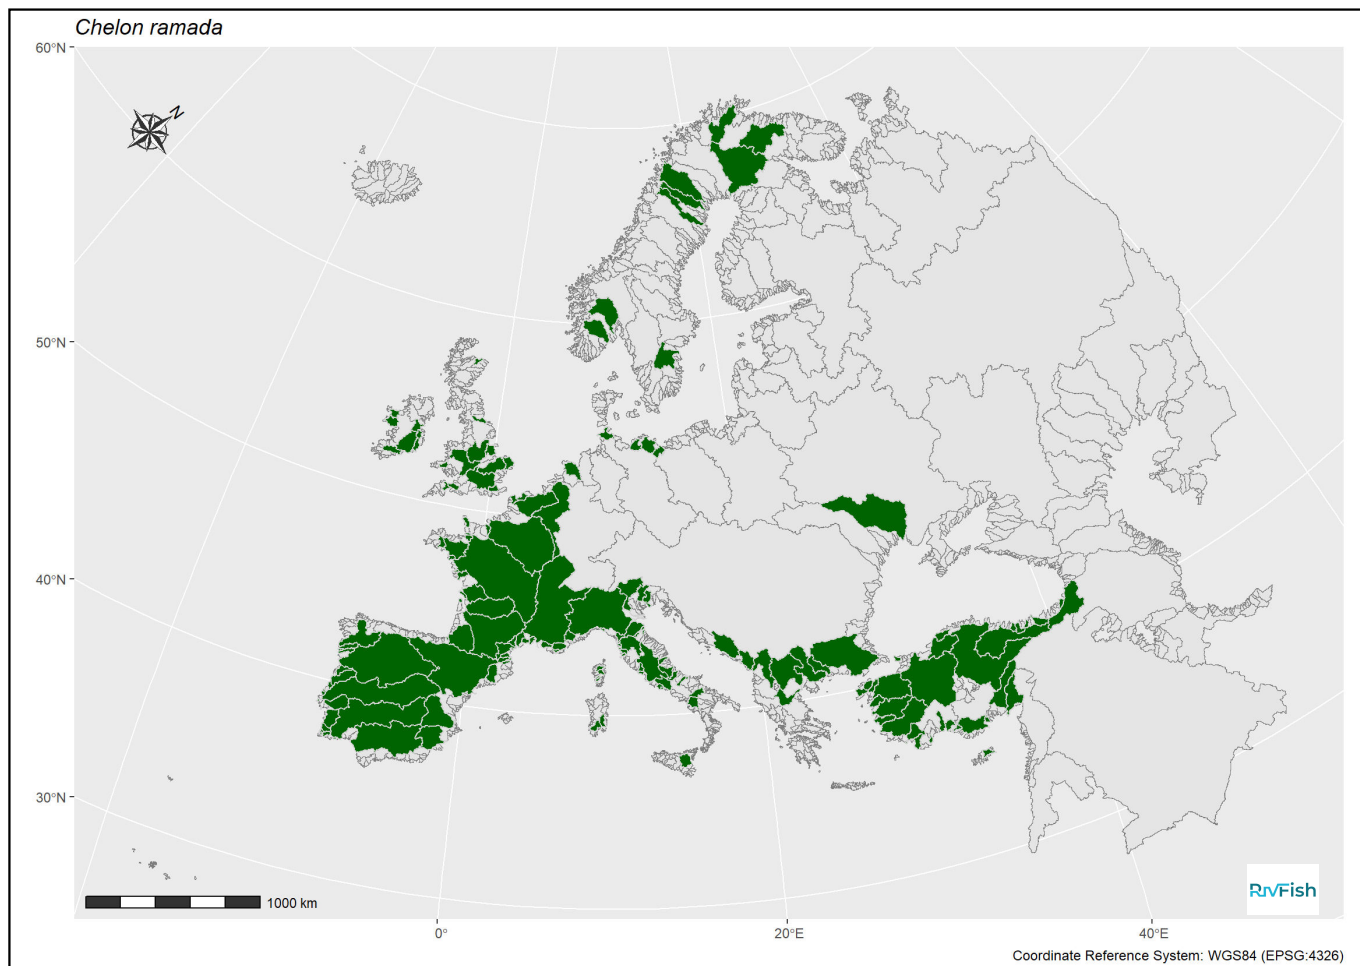 Chelon ramada
60°N
N
50°N
40°N
30°N
1000 km
RIVFish
0°
20°E
40°E
Coordinate Reference System: WGS84 (EPSG:4326)